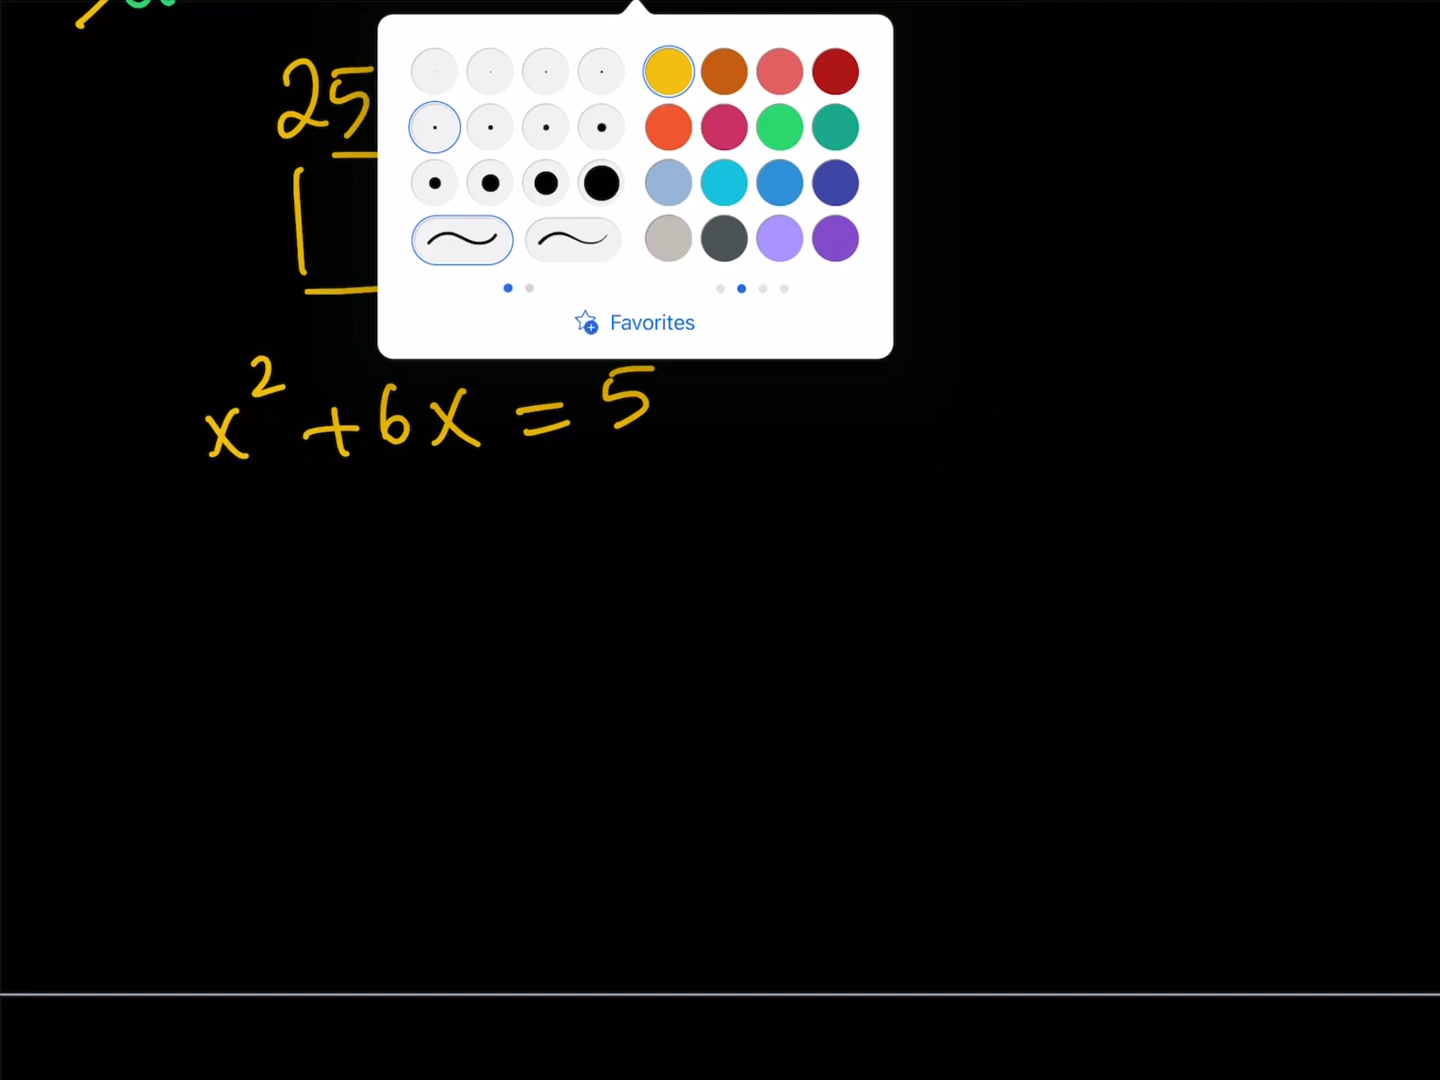 25
Favorites
x² + 6x = 5